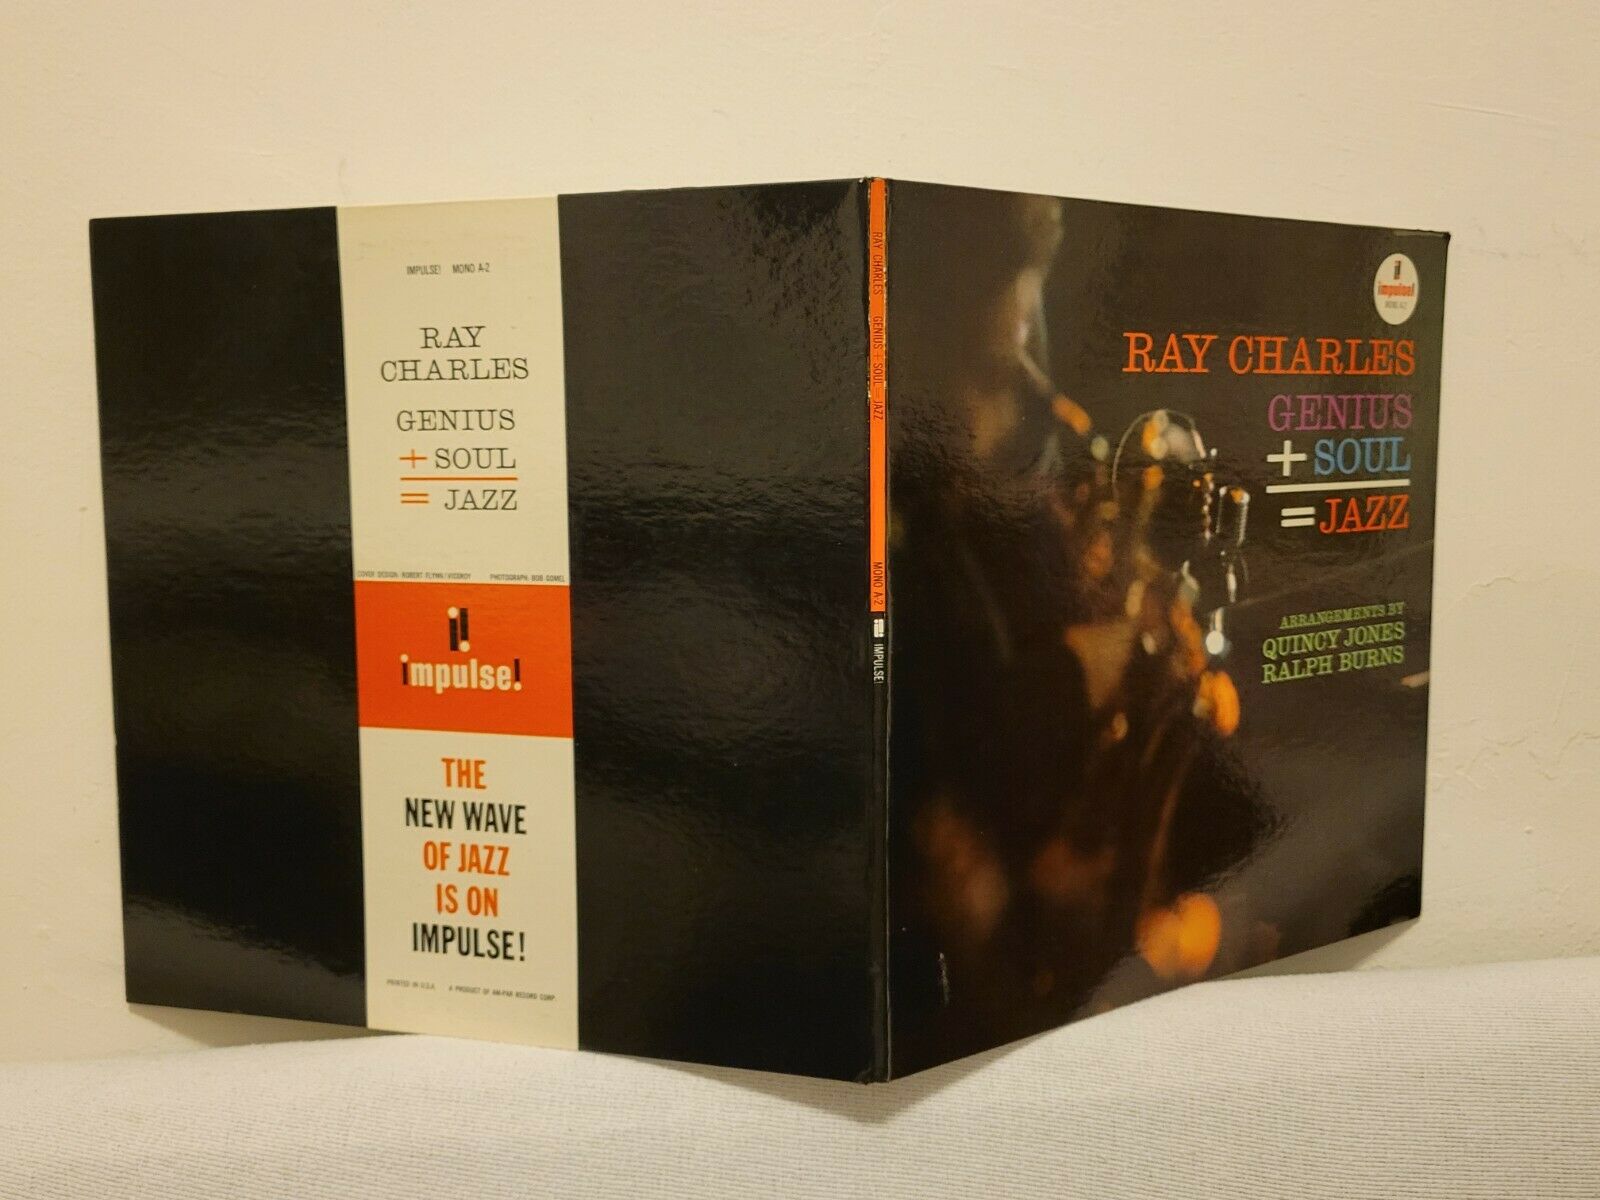 IMPULSE! MONO A-2
RAY
CHARLES
GENIUS
+ SOUL
= JAZZ
COVER DESIGN: ROBERT FLYNN/VICEROY PHOTOGRAPH: BOB GOMEL
impulse!
THE
NEW WAVE
OF JAZZ
IS ON
IMPULSE!
PRINTED IN U.S.A. A PRODUCT OF AM-PAR RECORD CORP.
RAY CHARLES GENIUS + SOUL = JAZZ MONO A-2 IMPULSE!
impulse!
MONO A-2
RAY CHARLES
GENIUS
+ SOUL
= JAZZ
ARRANGEMENTS BY
QUINCY JONES
RALPH BURNS